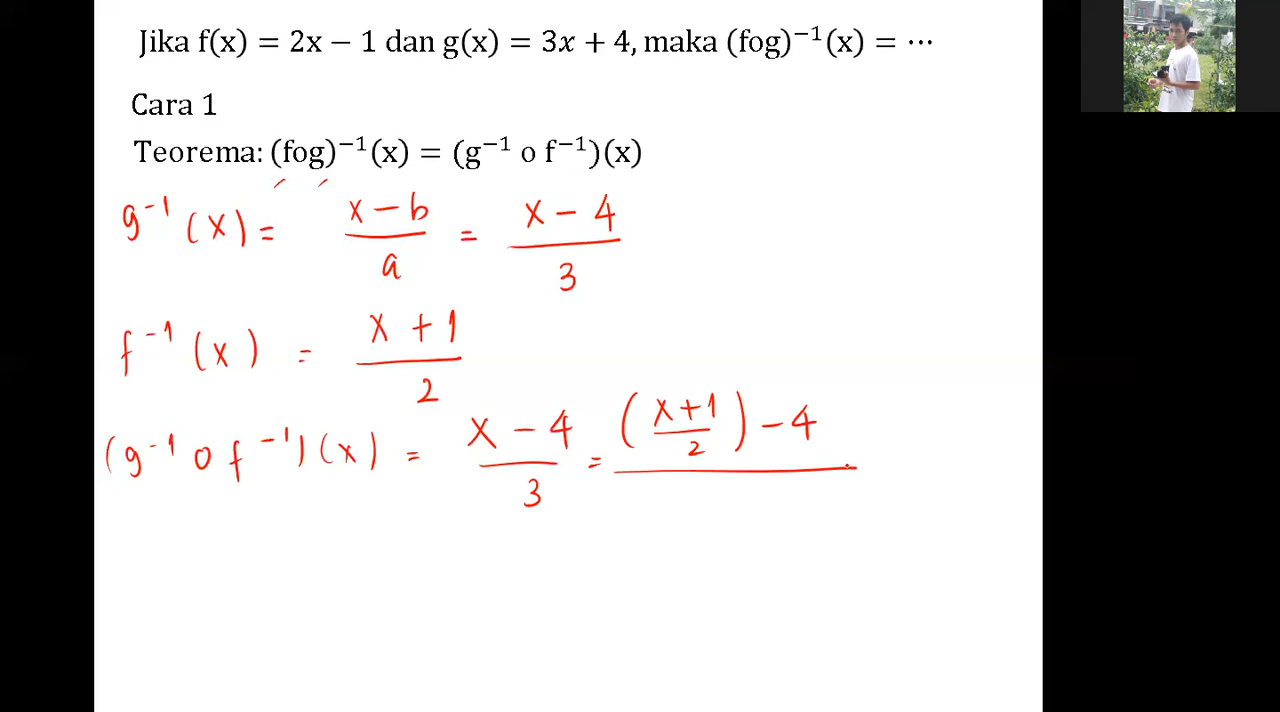 Jika f(x) = 2x − 1 dan g(x) = 3x + 4, maka (fog)⁻¹(x) = ⋯
Cara 1
Teorema: (fog)⁻¹(x) = (g⁻¹ o f⁻¹)(x)
g⁻¹(x) = (x − b)/a = (x − 4)/3
f⁻¹(x) = (x + 1)/2
(g⁻¹ o f⁻¹)(x) = (x − 4)/3 = ((x+1)/2) − 4